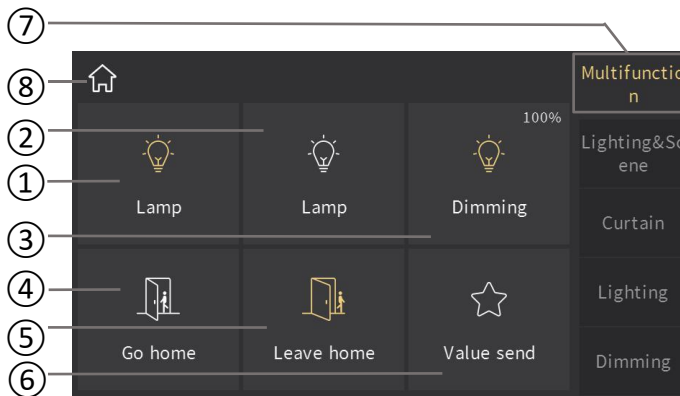 ⑦
⑧
Multifunctio
n
②
100%
Lighting&Sc
ene
①
Lamp
Lamp
Dimming
Curtain
③
④
Lighting
⑤
Go home
Leave home
Value send
Dimming
⑥